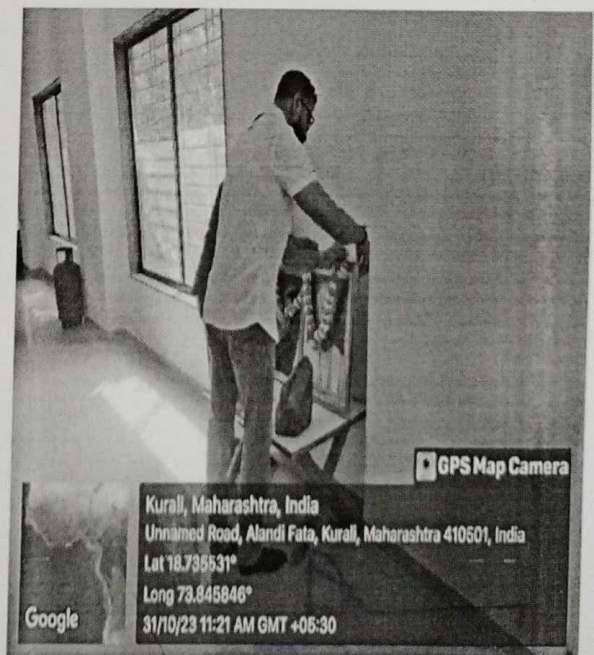 GPS Map Camera
Kurali, Maharashtra, India
Unnamed Road, Alandi Fata, Kurali, Maharashtra 410501, India
Lat 18.735531°
Long 73.845846°
31/10/23 11:21 AM GMT +05:30
Google